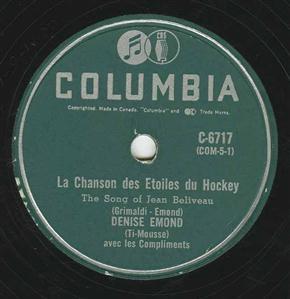 CBS
COLUMBIA
Copyrighted. Made in Canada. "Columbia" and Trade Marks.
C-6717
(COM-5-1)
La Chanson des Etoiles du Hockey
The Song of Jean Beliveau
(Grimaldi - Emond)
DENISE EMOND
(Ti-Mousse)
avec les Compliments